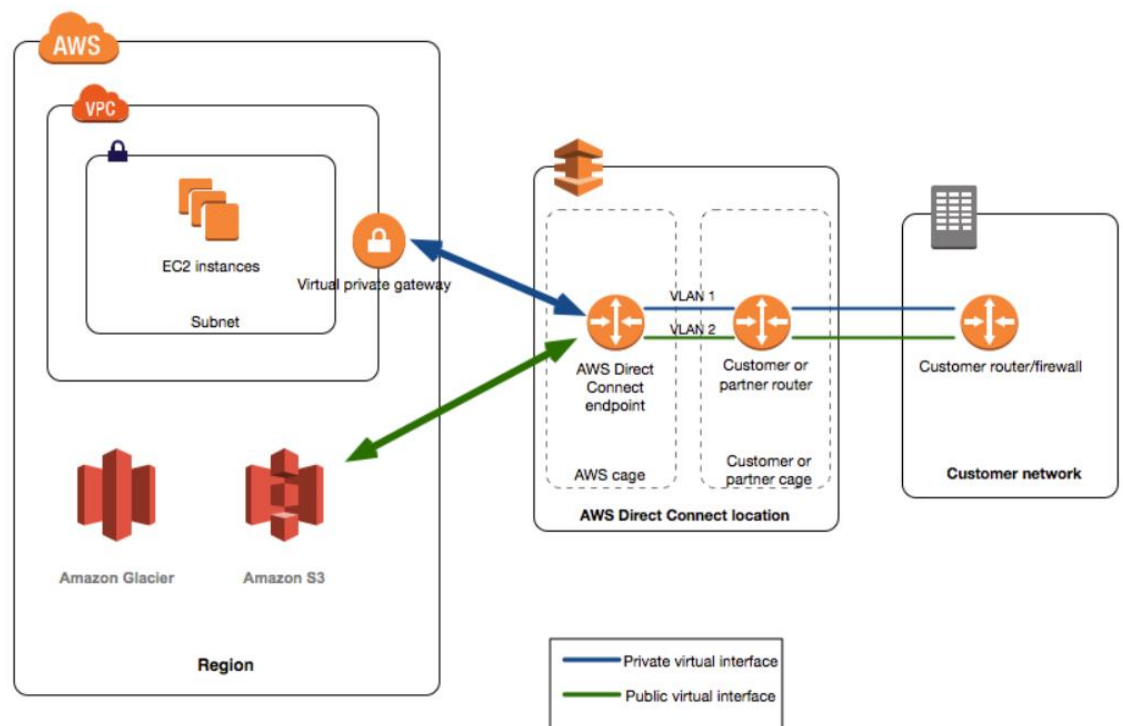 AWS
VPC
EC2 instances
Subnet
Virtual private gateway
Amazon Glacier
Amazon S3
Region
VLAN 1
VLAN 2
AWS Direct
Connect
endpoint
AWS cage
Customer or
partner router
Customer or
partner cage
AWS Direct Connect location
Customer router/firewall
Customer network
Private virtual interface
Public virtual interface